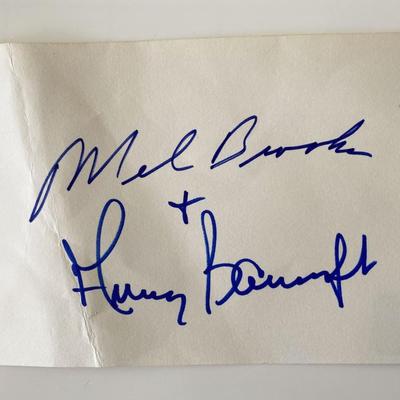 Mel Brooks
+
Anne Bancroft